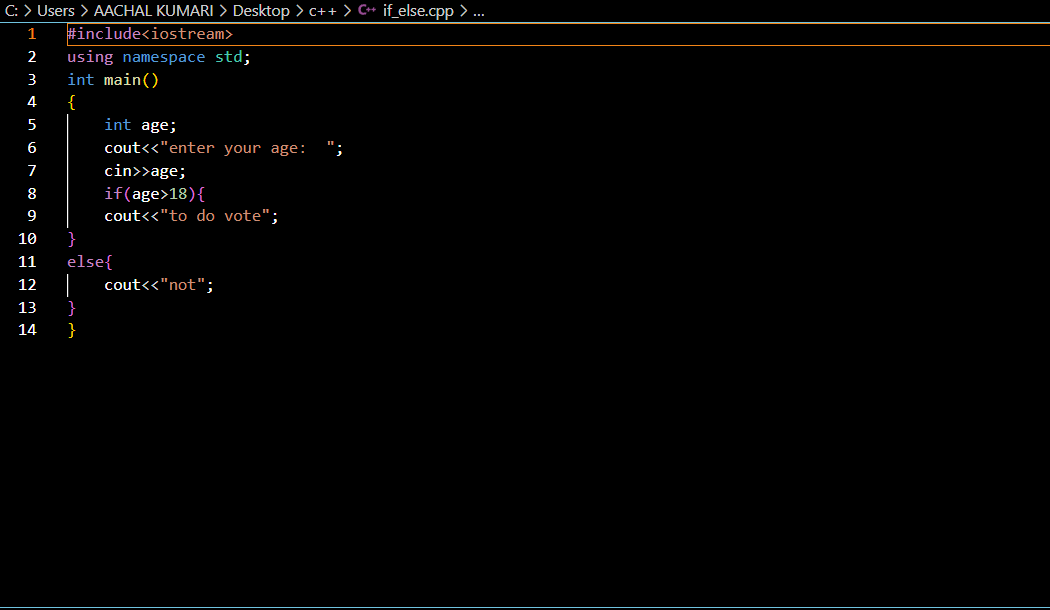 C: > Users > AACHAL KUMARI > Desktop > c++ > C++ if_else.cpp > ...
1 #include<iostream>
2 using namespace std;
3 int main()
4 {
5     int age;
6     cout<<"enter your age:  ";
7     cin>>age;
8     if(age>18){
9     cout<<"to do vote";
10 }
11 else{
12     cout<<"not";
13 }
14 }